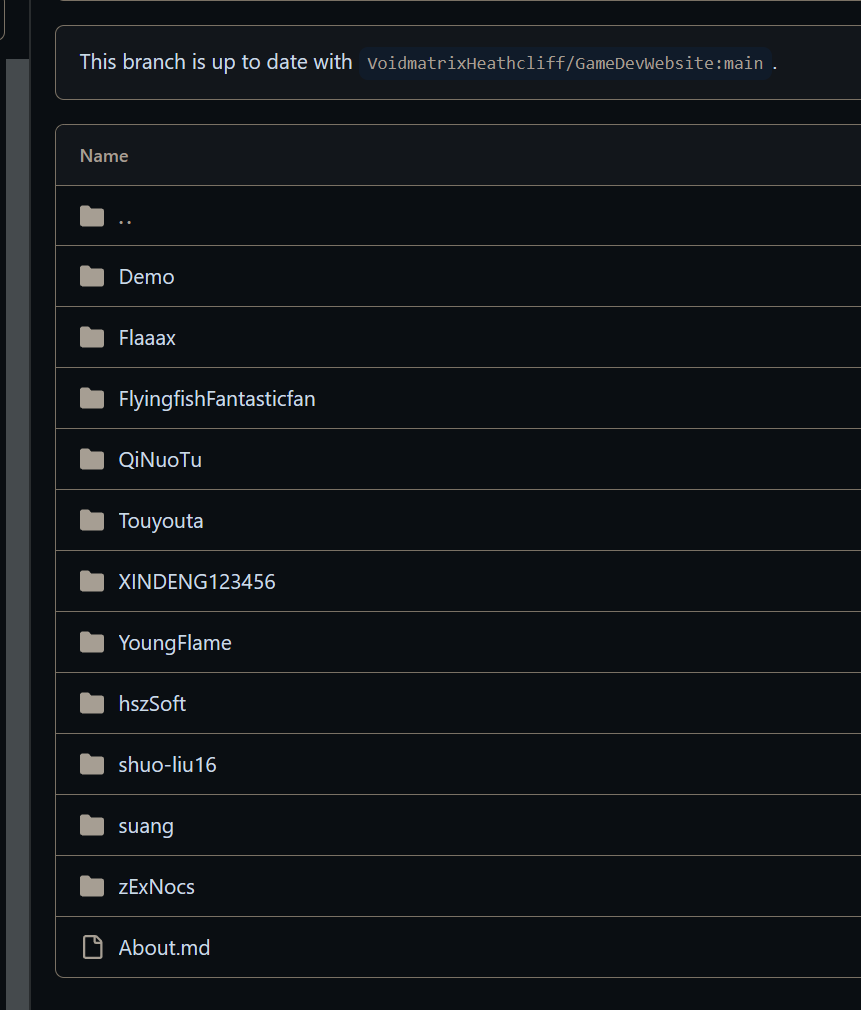 This branch is up to date with VoidmatrixHeathcliff/GameDevWebsite:main .
Name
..
Demo
Flaaax
FlyingfishFantasticfan
QiNuoTu
Touyouta
XINDENG123456
YoungFlame
hszSoft
shuo-liu16
suang
zExNocs
About.md